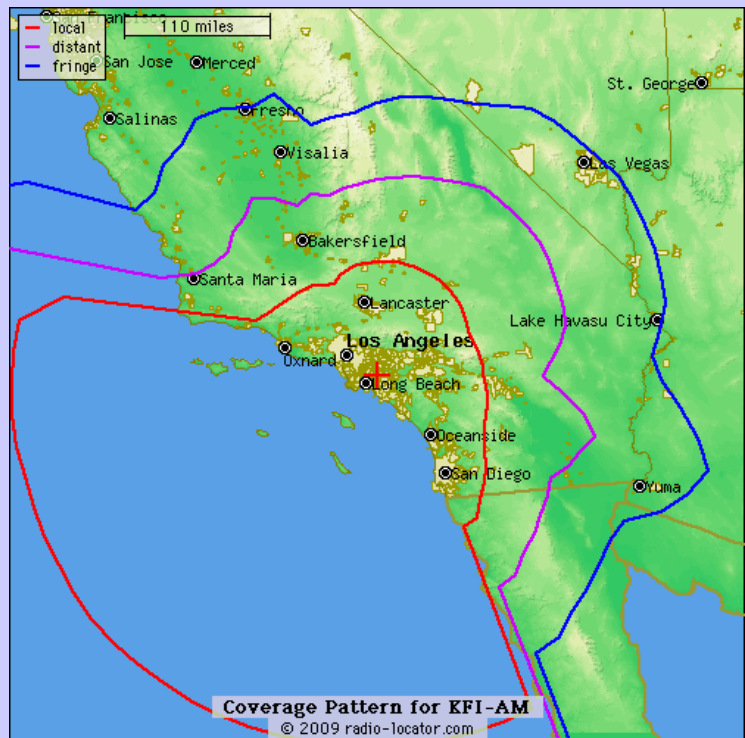 San Francisco
local
distant
fringe
110 miles
San Jose
Merced
St. George
Salinas
Fresno
Visalia
Las Vegas
Bakersfield
Santa Maria
Lancaster
Lake Havasu City
Los Angeles
Oxnard
Long Beach
Oceanside
San Diego
Yuma
Coverage Pattern for KFI-AM
© 2009 radio-locator.com